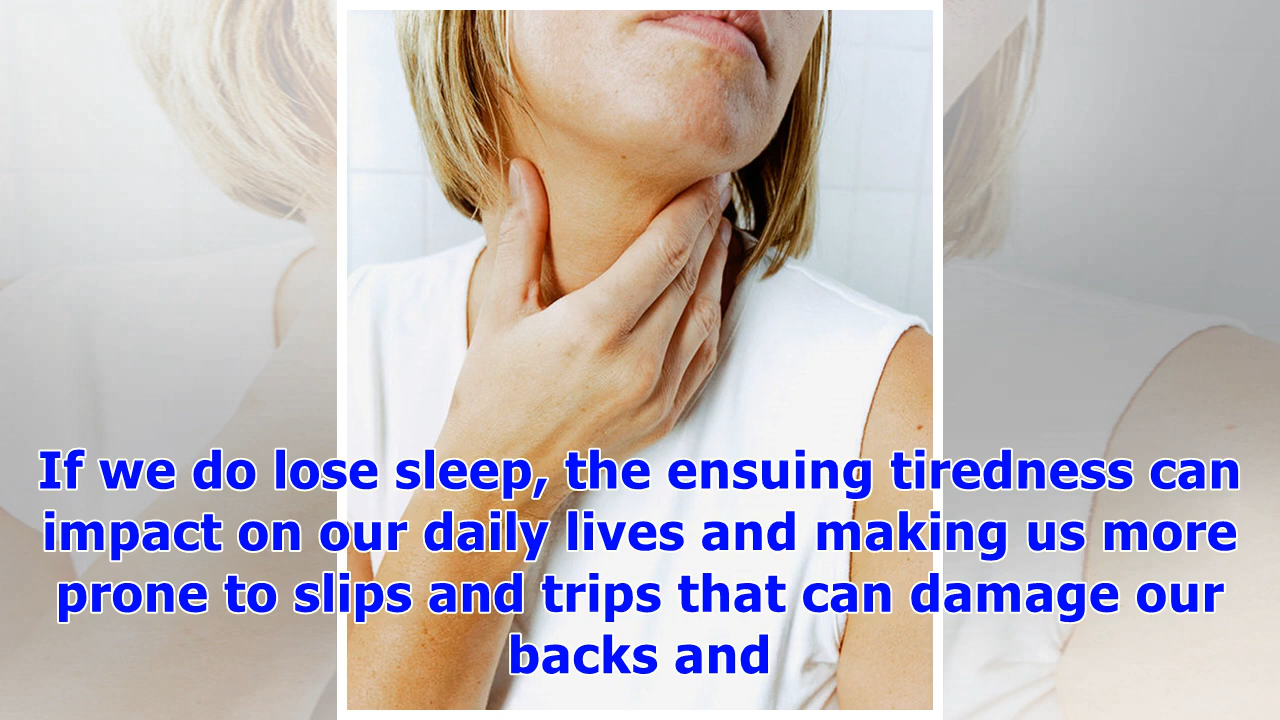 If we do lose sleep, the ensuing tiredness can
impact on our daily lives and making us more
prone to slips and trips that can damage our
backs and